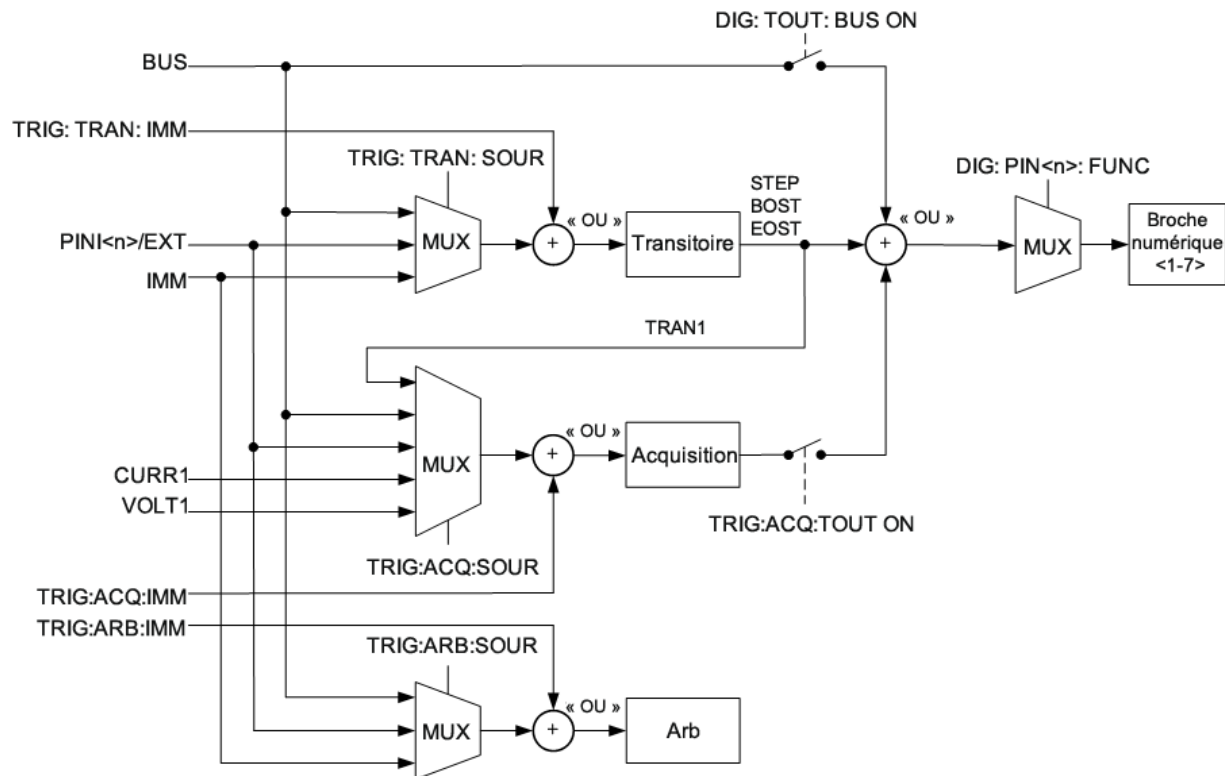 DIG: TOUT: BUS ON
BUS
TRIG: TRAN: IMM
TRIG: TRAN: SOUR
DIG: PIN<n>: FUNC
STEP
BOST
EOST
« OU »
« OU »
PINI<n>/EXT
MUX
+
Transitoire
+
MUX
Broche
numérique
<1-7>
IMM
TRAN1
« OU »
MUX
+
Acquisition
CURR1
VOLT1
TRIG:ACQ:TOUT ON
TRIG:ACQ:SOUR
TRIG:ACQ:IMM
TRIG:ARB:IMM
TRIG:ARB:SOUR
« OU »
MUX
+
Arb